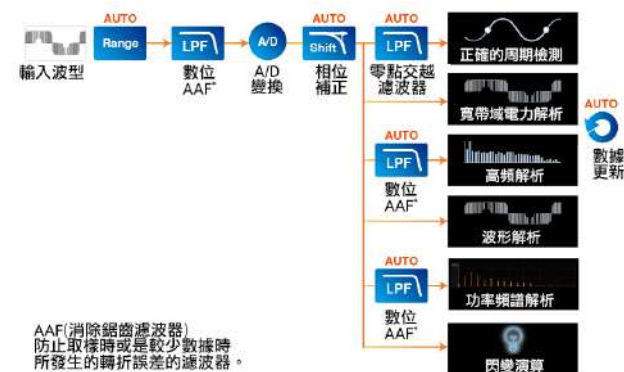 AUTO
Range
輸入波型
LPF
數位
AAF*
A/D
A/D
變換
AUTO
Shift
相位
補正
AUTO
LPF
零點交越
濾波器
正確的周期檢測
寬帶域電力解析
AUTO
LPF
數位
AAF*
高頻解析
波形解析
AUTO
LPF
數位
AAF*
功率頻譜解析
閃變演算
AUTO
數據
更新
AAF(消除鋸齒濾波器)
防止取樣時或是較少數據時
所發生的轉折誤差的濾波器。